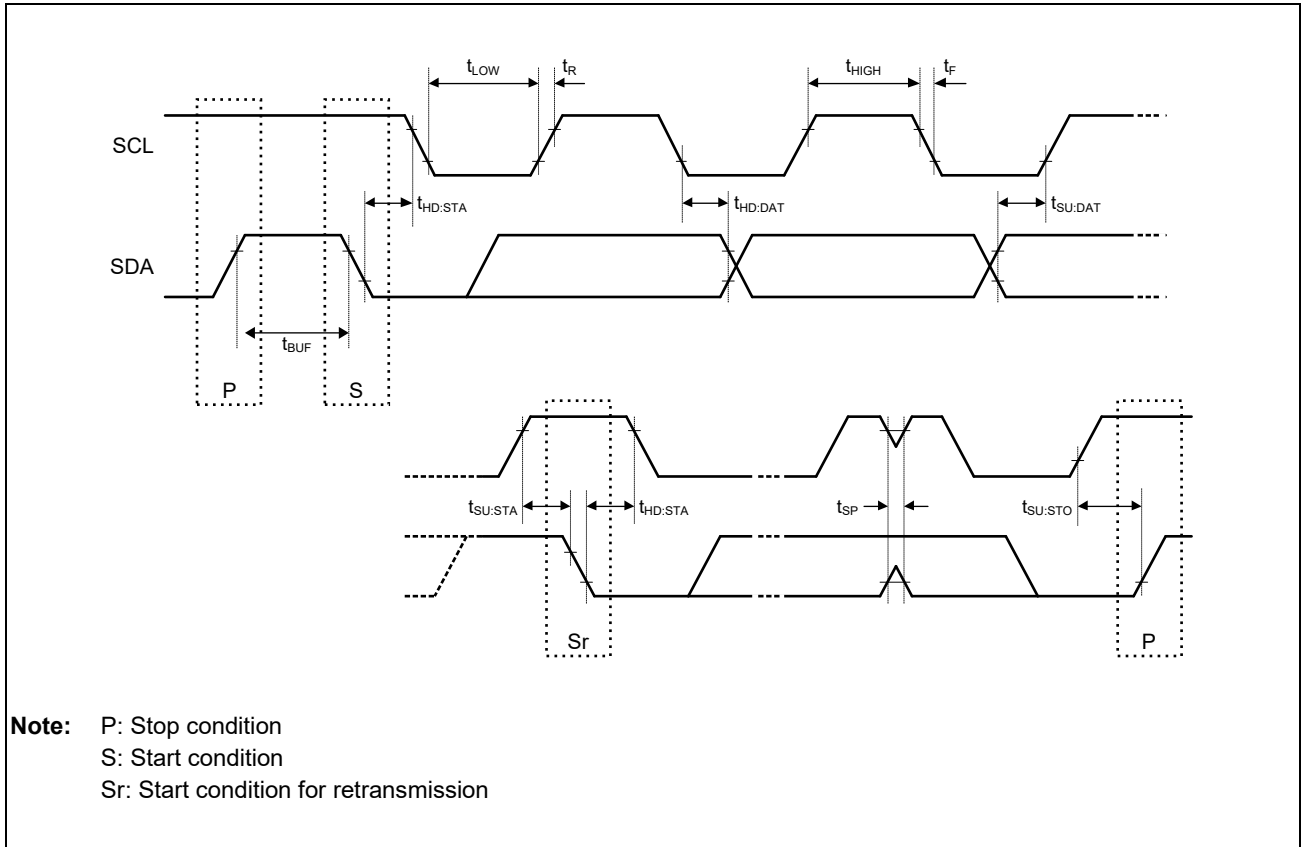 tLOW tR tHIGH tF
SCL
tHD:STA tHD:DAT tSU:DAT
SDA
tBUF
P S
tSU:STA tHD:STA tSP tSU:STO
Sr P
Note: P: Stop condition
S: Start condition
Sr: Start condition for retransmission